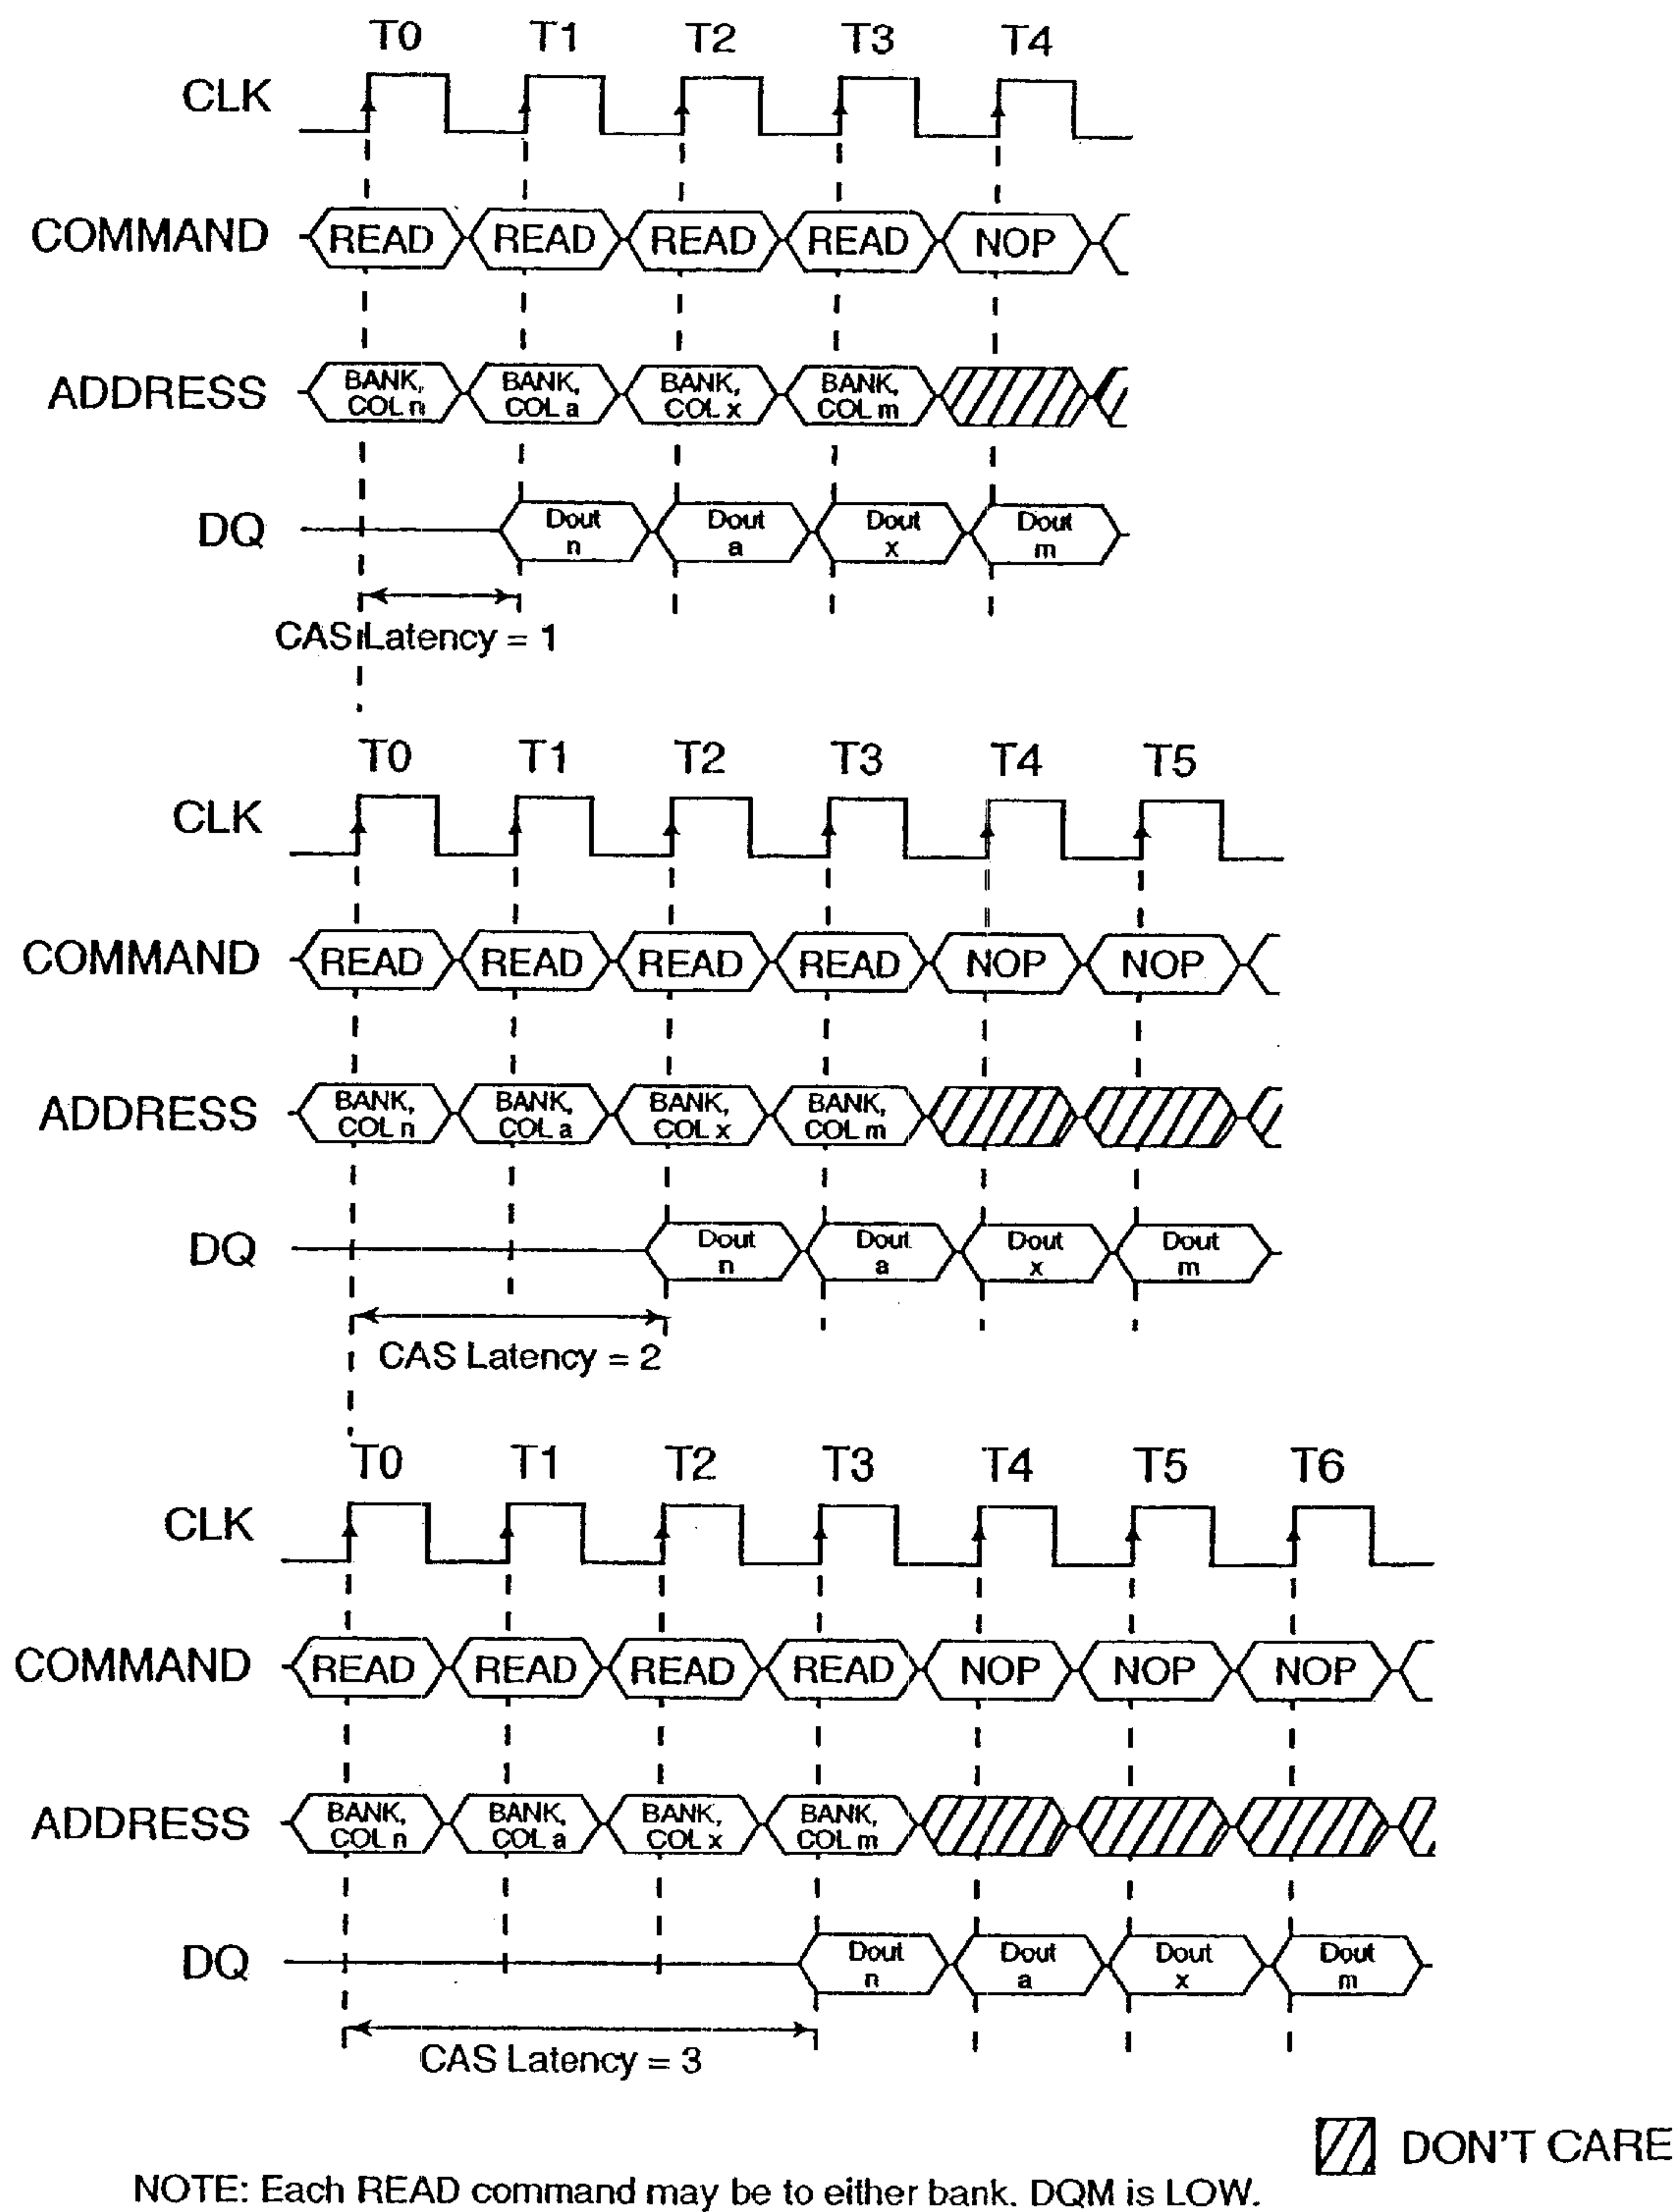 T0 T1 T2 T3 T4
CLK
COMMAND READ READ READ READ NOP
ADDRESS BANK, COL n BANK, COL a BANK, COL x BANK, COL m
DQ Dout n Dout a Dout x Dout m
CAS Latency = 1
T0 T1 T2 T3 T4 T5
CLK
COMMAND READ READ READ READ NOP NOP
ADDRESS BANK, COL n BANK, COL a BANK, COL x BANK, COL m
DQ Dout n Dout a Dout x Dout m
CAS Latency = 2
T0 T1 T2 T3 T4 T5 T6
CLK
COMMAND READ READ READ READ NOP NOP NOP
ADDRESS BANK, COL n BANK, COL a BANK, COL x BANK, COL m
DQ Dout n Dout a Dout x Dout m
CAS Latency = 3
DON'T CARE
NOTE: Each READ command may be to either bank. DQM is LOW.